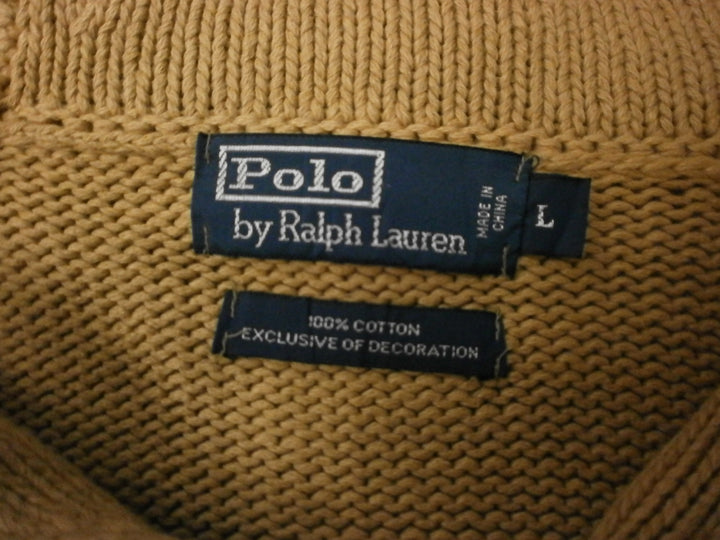 Polo
by Ralph Lauren
MADE IN
CHINA
L
100% COTTON
EXCLUSIVE OF DECORATION